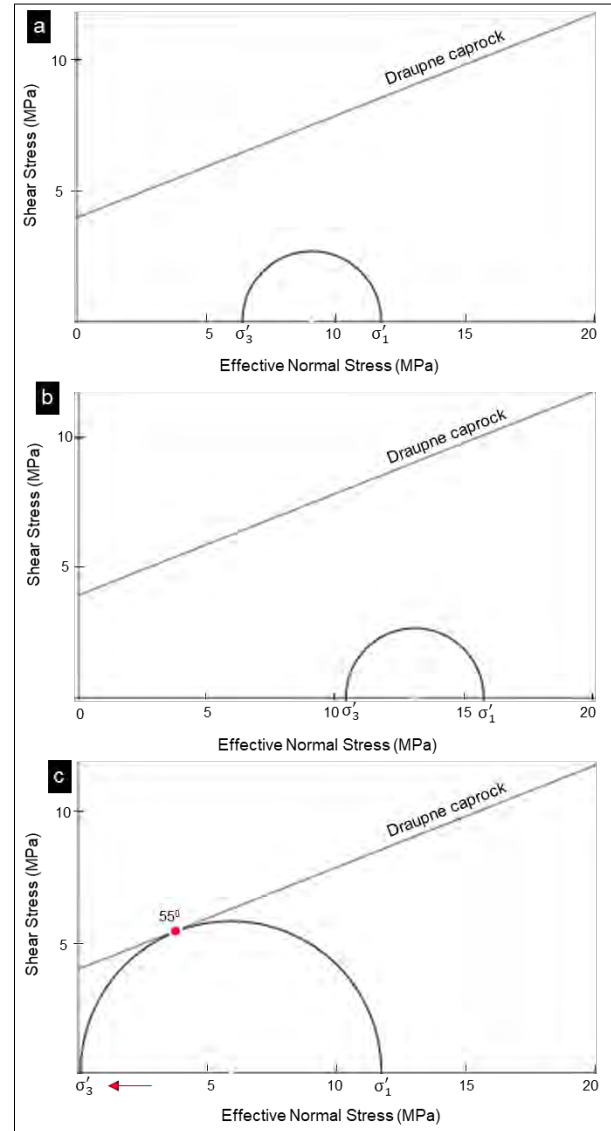 a
10
5
Shear Stress (MPa)
Draupne caprock
0 5 σ′3 10 σ′1 15 20
Effective Normal Stress (MPa)
b
10
5
Shear Stress (MPa)
Draupne caprock
0 5 10 σ′3 15 σ′1 20
Effective Normal Stress (MPa)
c
10
5
Shear Stress (MPa)
Draupne caprock
55⁰
σ′3 5 10 σ′1 15 20
Effective Normal Stress (MPa)